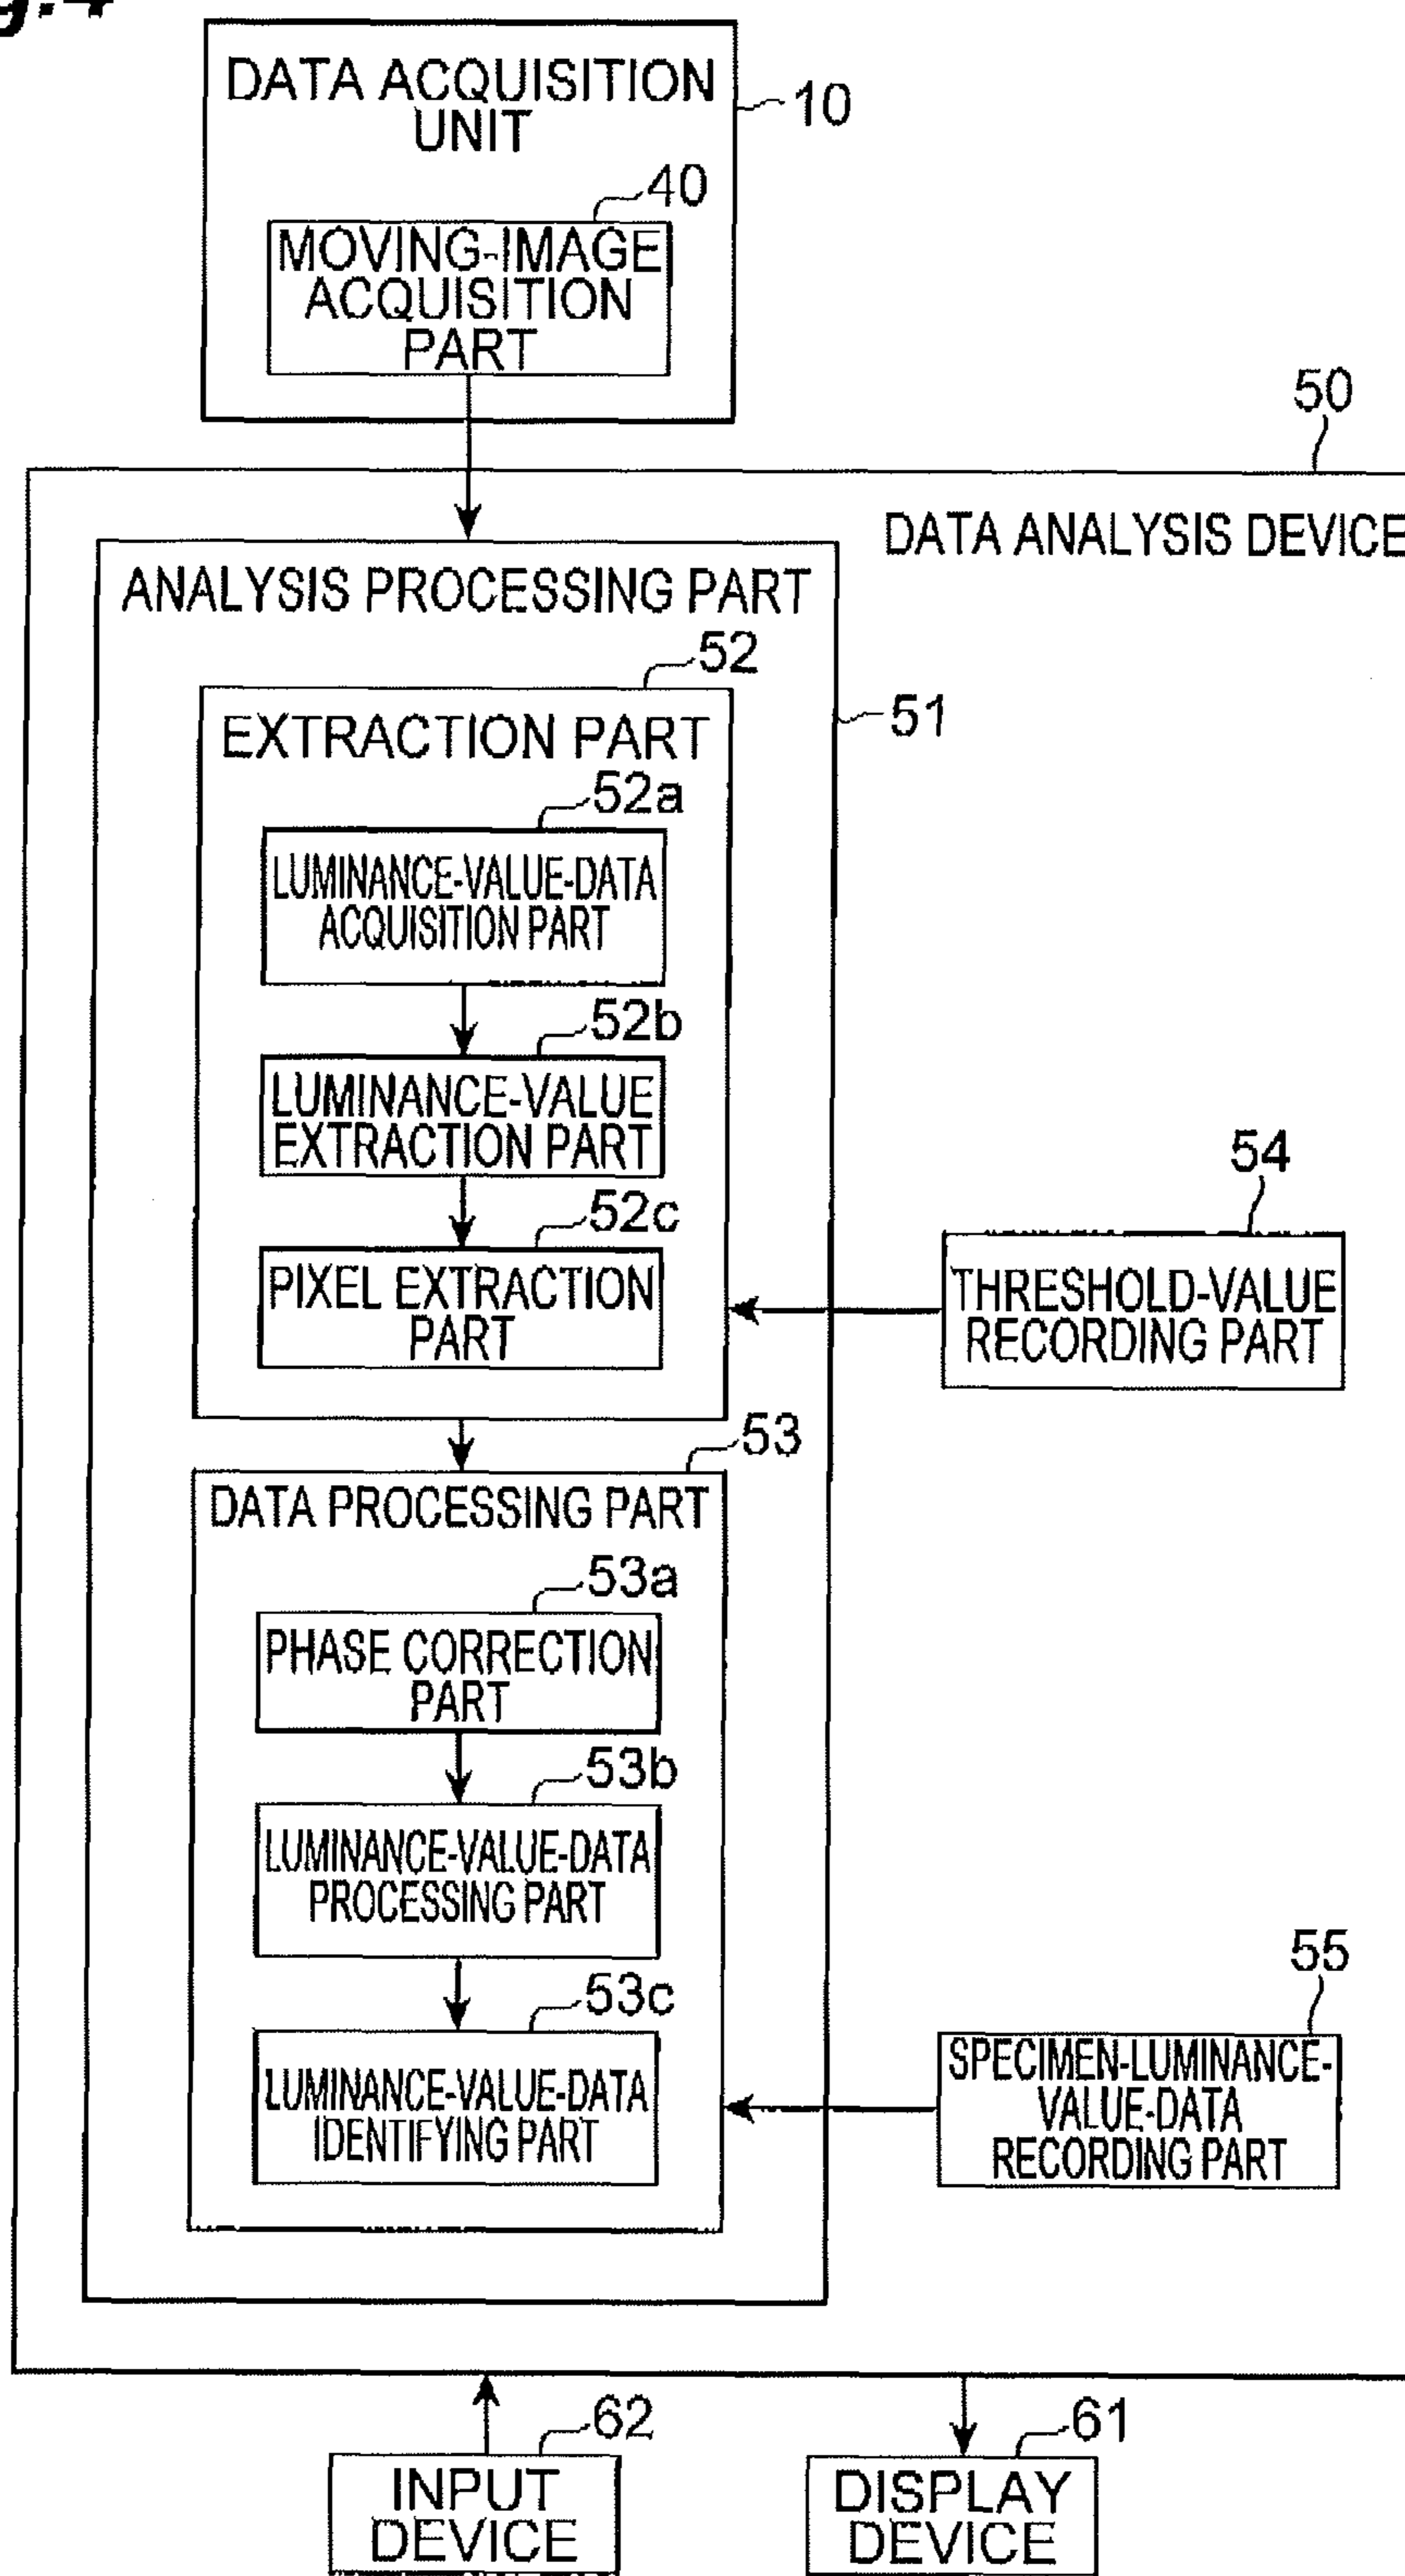 g.4
DATA ACQUISITION
UNIT
10
40
MOVING-IMAGE
ACQUISITION
PART
50
DATA ANALYSIS DEVICE
ANALYSIS PROCESSING PART
51
52
EXTRACTION PART
52a
LUMINANCE-VALUE-DATA
ACQUISITION PART
52b
LUMINANCE-VALUE
EXTRACTION PART
52c
PIXEL EXTRACTION
PART
54
THRESHOLD-VALUE
RECORDING PART
53
DATA PROCESSING PART
53a
PHASE CORRECTION
PART
53b
LUMINANCE-VALUE-DATA
PROCESSING PART
53c
LUMINANCE-VALUE-DATA
IDENTIFYING PART
55
SPECIMEN-LUMINANCE-
VALUE-DATA
RECORDING PART
62
INPUT
DEVICE
61
DISPLAY
DEVICE